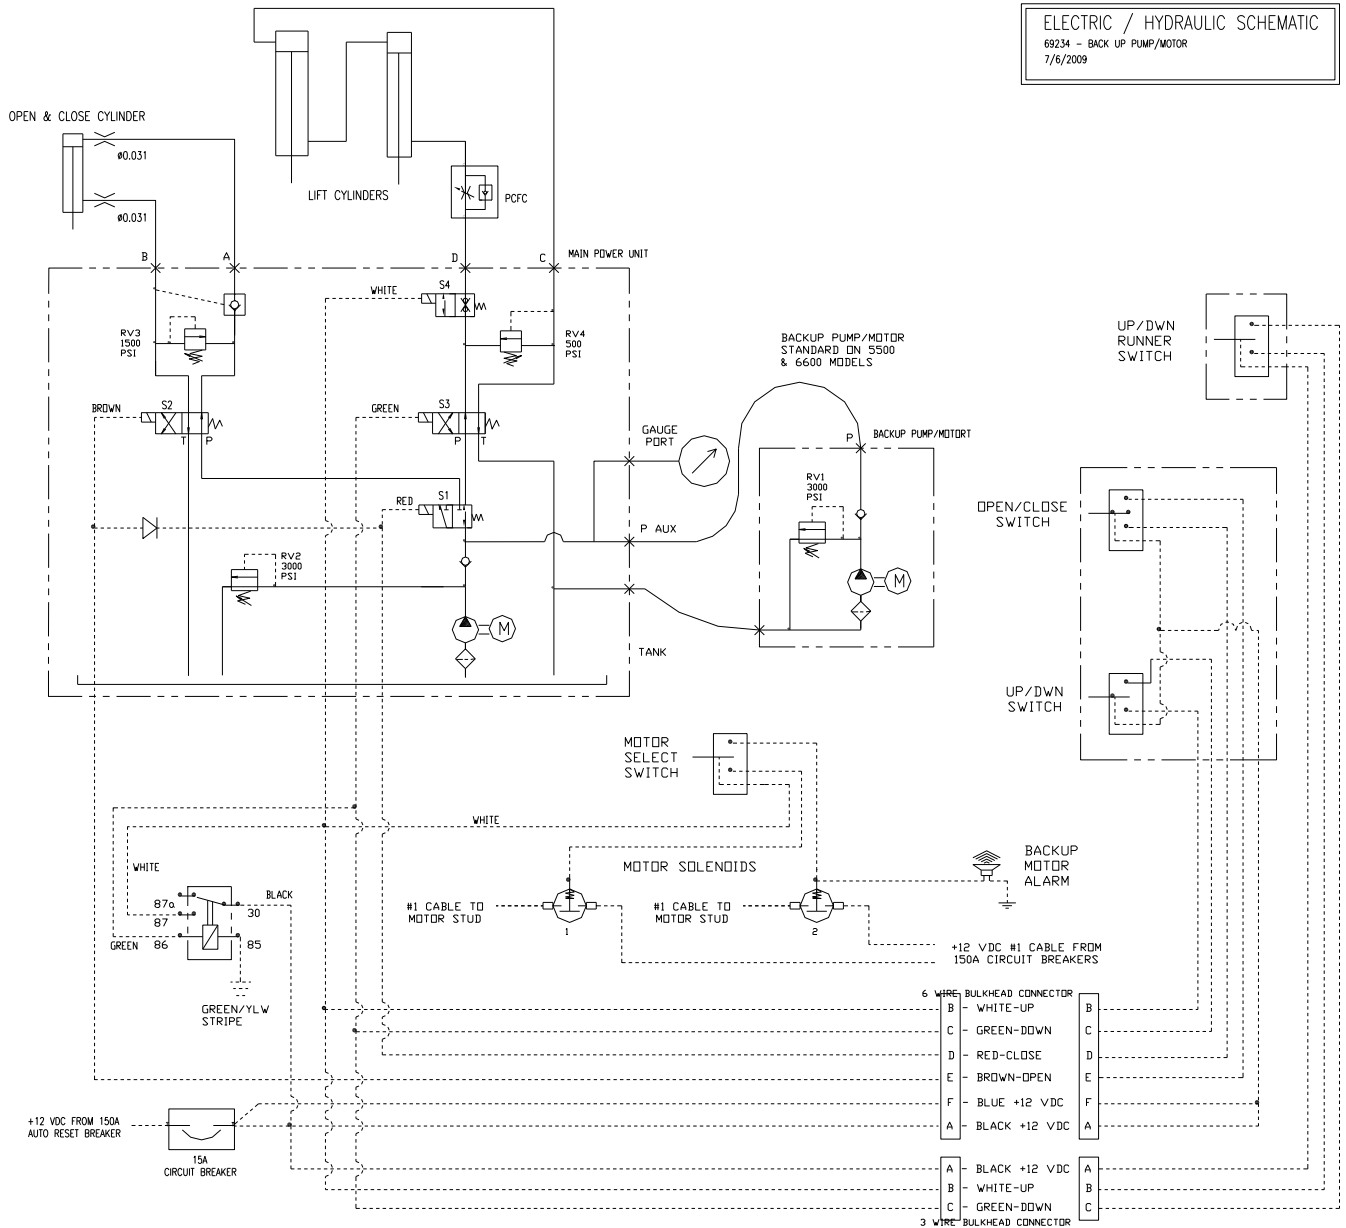 ELECTRIC / HYDRAULIC SCHEMATIC
69234 - BACK UP PUMP/MOTOR
7/6/2009
OPEN & CLOSE CYLINDER
ø0.031
ø0.031
LIFT CYLINDERS
PCFC
B
A
D
C
MAIN POWER UNIT
WHITE
S4
RV3
1500
PSI
RV4
500
PSI
BROWN
S2
T
P
GREEN
S3
P
T
RED
S1
RV2
3000
PSI
M
GAUGE
PORT
P AUX
TANK
BACKUP PUMP/MOTOR
STANDARD ON 5500
& 6600 MODELS
P
BACKUP PUMP/MOTORT
RV1
3000
PSI
M
UP/DWN
RUNNER
SWITCH
OPEN/CLOSE
SWITCH
UP/DWN
SWITCH
MOTOR
SELECT
SWITCH
WHITE
WHITE
87a
87
86
30
85
BLACK
GREEN
GREEN/YLW
STRIPE
MOTOR SOLENOIDS
#1 CABLE TO
MOTOR STUD
1
#1 CABLE TO
MOTOR STUD
2
BACKUP
MOTOR
ALARM
+12 VDC #1 CABLE FROM
150A CIRCUIT BREAKERS
6 WIRE BULKHEAD CONNECTOR
B - WHITE-UP B
C - GREEN-DOWN C
D - RED-CLOSE D
E - BROWN-OPEN E
F - BLUE +12 VDC F
A - BLACK +12 VDC A
+12 VDC FROM 150A
AUTO RESET BREAKER
15A
CIRCUIT BREAKER
A - BLACK +12 VDC A
B - WHITE-UP B
C - GREEN-DOWN C
3 WIRE BULKHEAD CONNECTOR